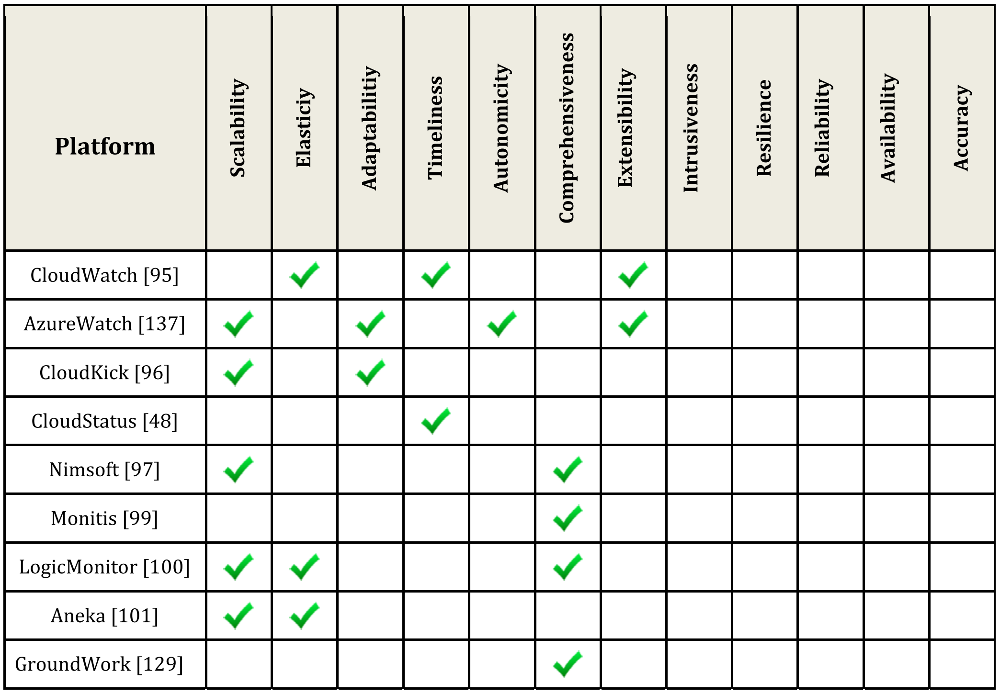 Platform
Scalability
Elasticiy
Adaptabilitiy
Timeliness
Autonomicity
Comprehensiveness
Extensibility
Intrusiveness
Resilience
Reliability
Availability
Accuracy
CloudWatch [95]
AzureWatch [137]
CloudKick [96]
CloudStatus [48]
Nimsoft [97]
Monitis [99]
LogicMonitor [100]
Aneka [101]
GroundWork [129]